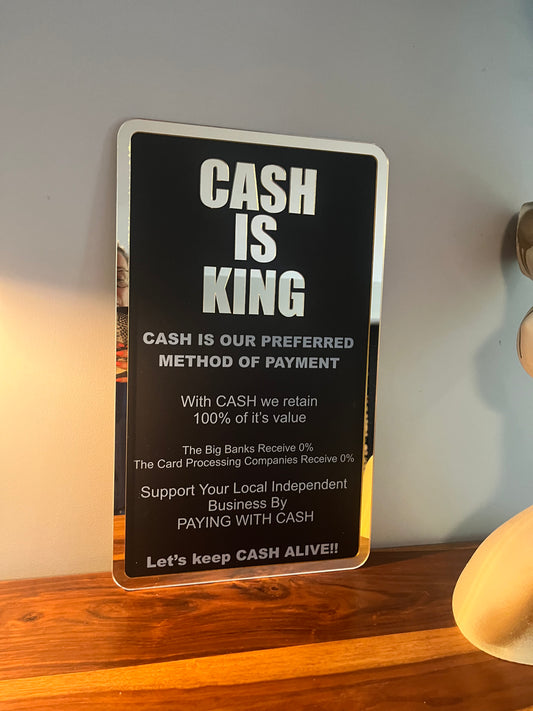 CASH
IS
KING
CASH IS OUR PREFERRED
METHOD OF PAYMENT
With CASH we retain
100% of it's value
The Big Banks Receive 0%
The Card Processing Companies Receive 0%
Support Your Local Independent
Business By
PAYING WITH CASH
Let's keep CASH ALIVE!!